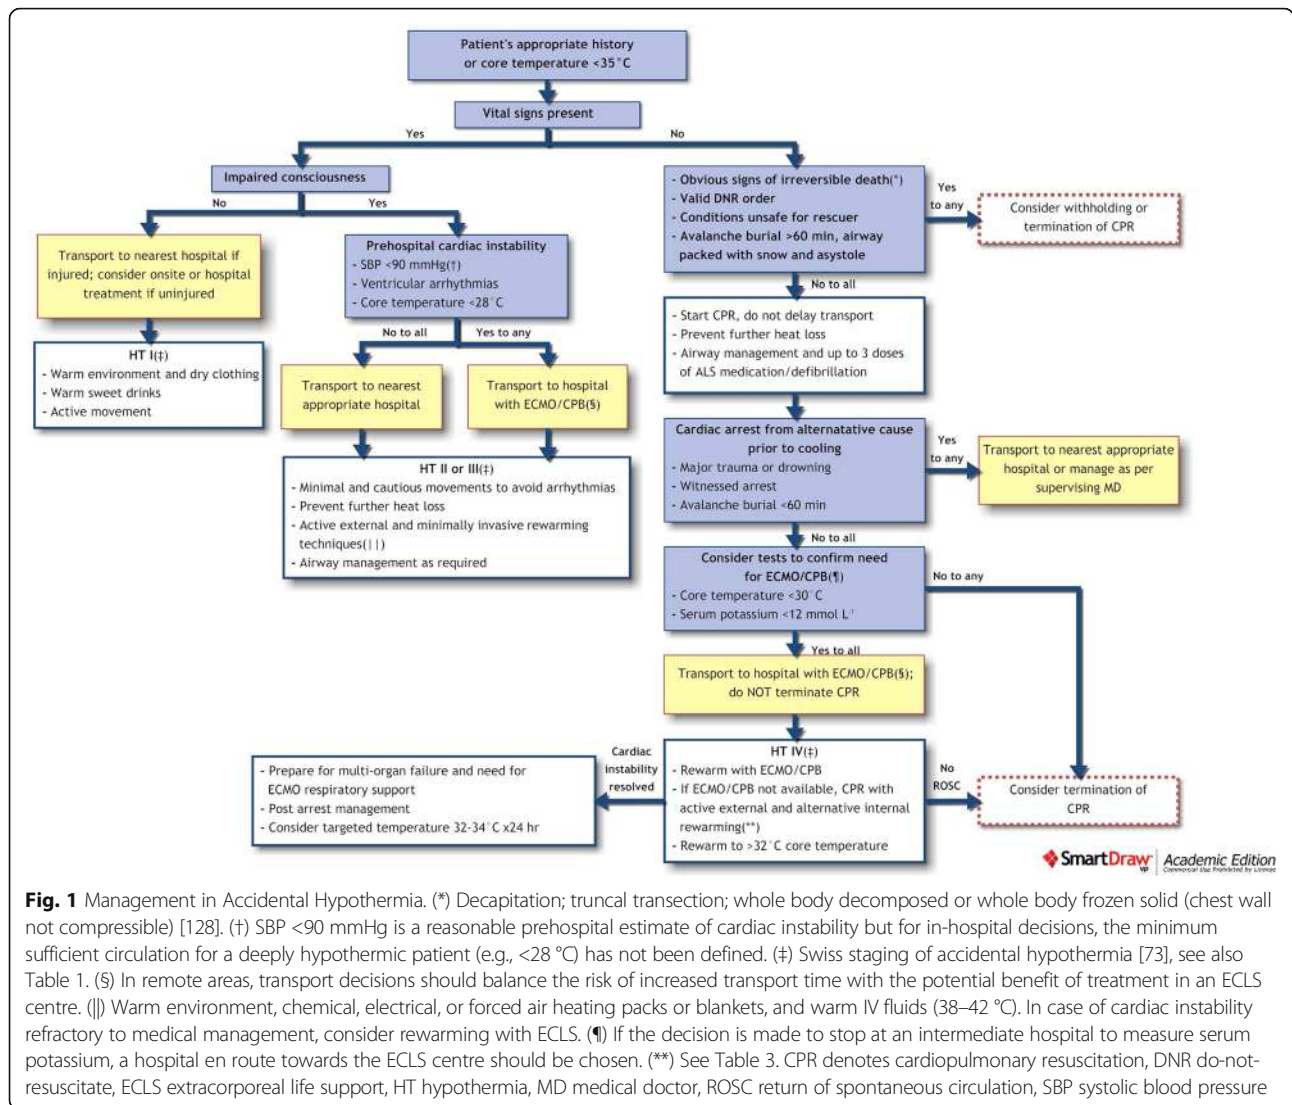 Patient's appropriate history
or core temperature <35°C
Vital signs present
Yes
No
Impaired consciousness
No
Yes
- Obvious signs of irreversible death(*)
- Valid DNR order
- Conditions unsafe for rescuer
- Avalanche burial >60 min, airway
packed with snow and asystole
Yes
to any
Consider withholding or
termination of CPR
Transport to nearest hospital if
injured; consider onsite or hospital
treatment if uninjured
Prehospital cardiac instability
- SBP <90 mmHg(†)
- Ventricular arrhythmias
- Core temperature <28°C
No to all
No to all
Yes to any
- Start CPR, do not delay transport
- Prevent further heat loss
- Airway management and up to 3 doses
of ALS medication/defibrillation
HT I(‡)
- Warm environment and dry clothing
- Warm sweet drinks
- Active movement
Transport to nearest
appropriate hospital
Transport to hospital
with ECMO/CPB(§)
Cardiac arrest from alternatative cause
prior to cooling
- Major trauma or drowning
- Witnessed arrest
- Avalanche burial <60 min
Yes
to any
Transport to nearest appropriate
hospital or manage as per
supervising MD
HT II or III(‡)
- Minimal and cautious movements to avoid arrhythmias
- Prevent further heat loss
- Active external and minimally invasive rewarming
techniques(||)
- Airway management as required
No to all
Consider tests to confirm need
for ECMO/CPB(¶)
- Core temperature <30°C
- Serum potassium <12 mmol L⁻¹
No to any
Yes to all
Transport to hospital with ECMO/CPB(§);
do NOT terminate CPR
HT IV(‡)
- Rewarm with ECMO/CPB
- If ECMO/CPB not available, CPR with
active external and alternative internal
rewarming(**)
- Rewarm to >32°C core temperature
Cardiac
instability
resolved
- Prepare for multi-organ failure and need for
ECMO respiratory support
- Post arrest management
- Consider targeted temperature 32-34°C x24 hr
No
ROSC
Consider termination of
CPR
SmartDraw VP Academic Edition
Commercial Use Prohibited by License
Fig. 1 Management in Accidental Hypothermia. (*) Decapitation; truncal transection; whole body decomposed or whole body frozen solid (chest wall
not compressible) [128]. (†) SBP <90 mmHg is a reasonable prehospital estimate of cardiac instability but for in-hospital decisions, the minimum
sufficient circulation for a deeply hypothermic patient (e.g., <28 °C) has not been defined. (‡) Swiss staging of accidental hypothermia [73], see also
Table 1. (§) In remote areas, transport decisions should balance the risk of increased transport time with the potential benefit of treatment in an ECLS
centre. (||) Warm environment, chemical, electrical, or forced air heating packs or blankets, and warm IV fluids (38–42 °C). In case of cardiac instability
refractory to medical management, consider rewarming with ECLS. (¶) If the decision is made to stop at an intermediate hospital to measure serum
potassium, a hospital en route towards the ECLS centre should be chosen. (**) See Table 3. CPR denotes cardiopulmonary resuscitation, DNR do-not-
resuscitate, ECLS extracorporeal life support, HT hypothermia, MD medical doctor, ROSC return of spontaneous circulation, SBP systolic blood pressure